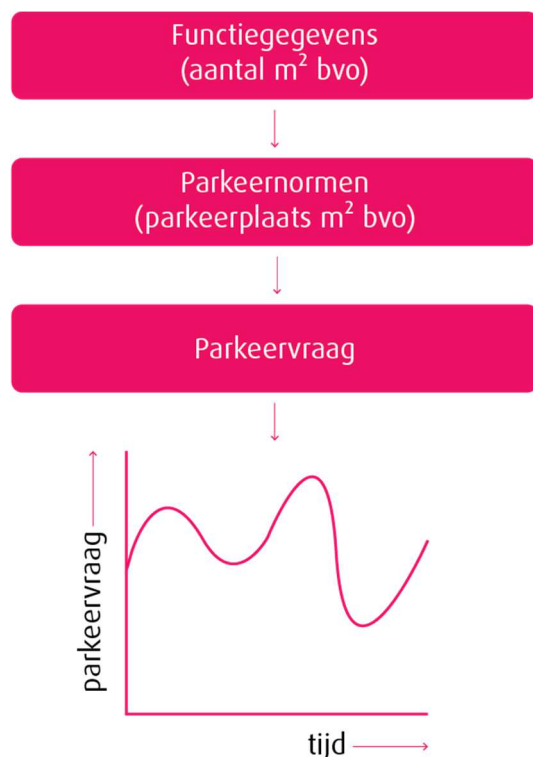 Functiegegevens
(aantal m² bvo)
Parkeernormen
(parkeerplaats m² bvo)
Parkeervraag
parkeervraag
tijd